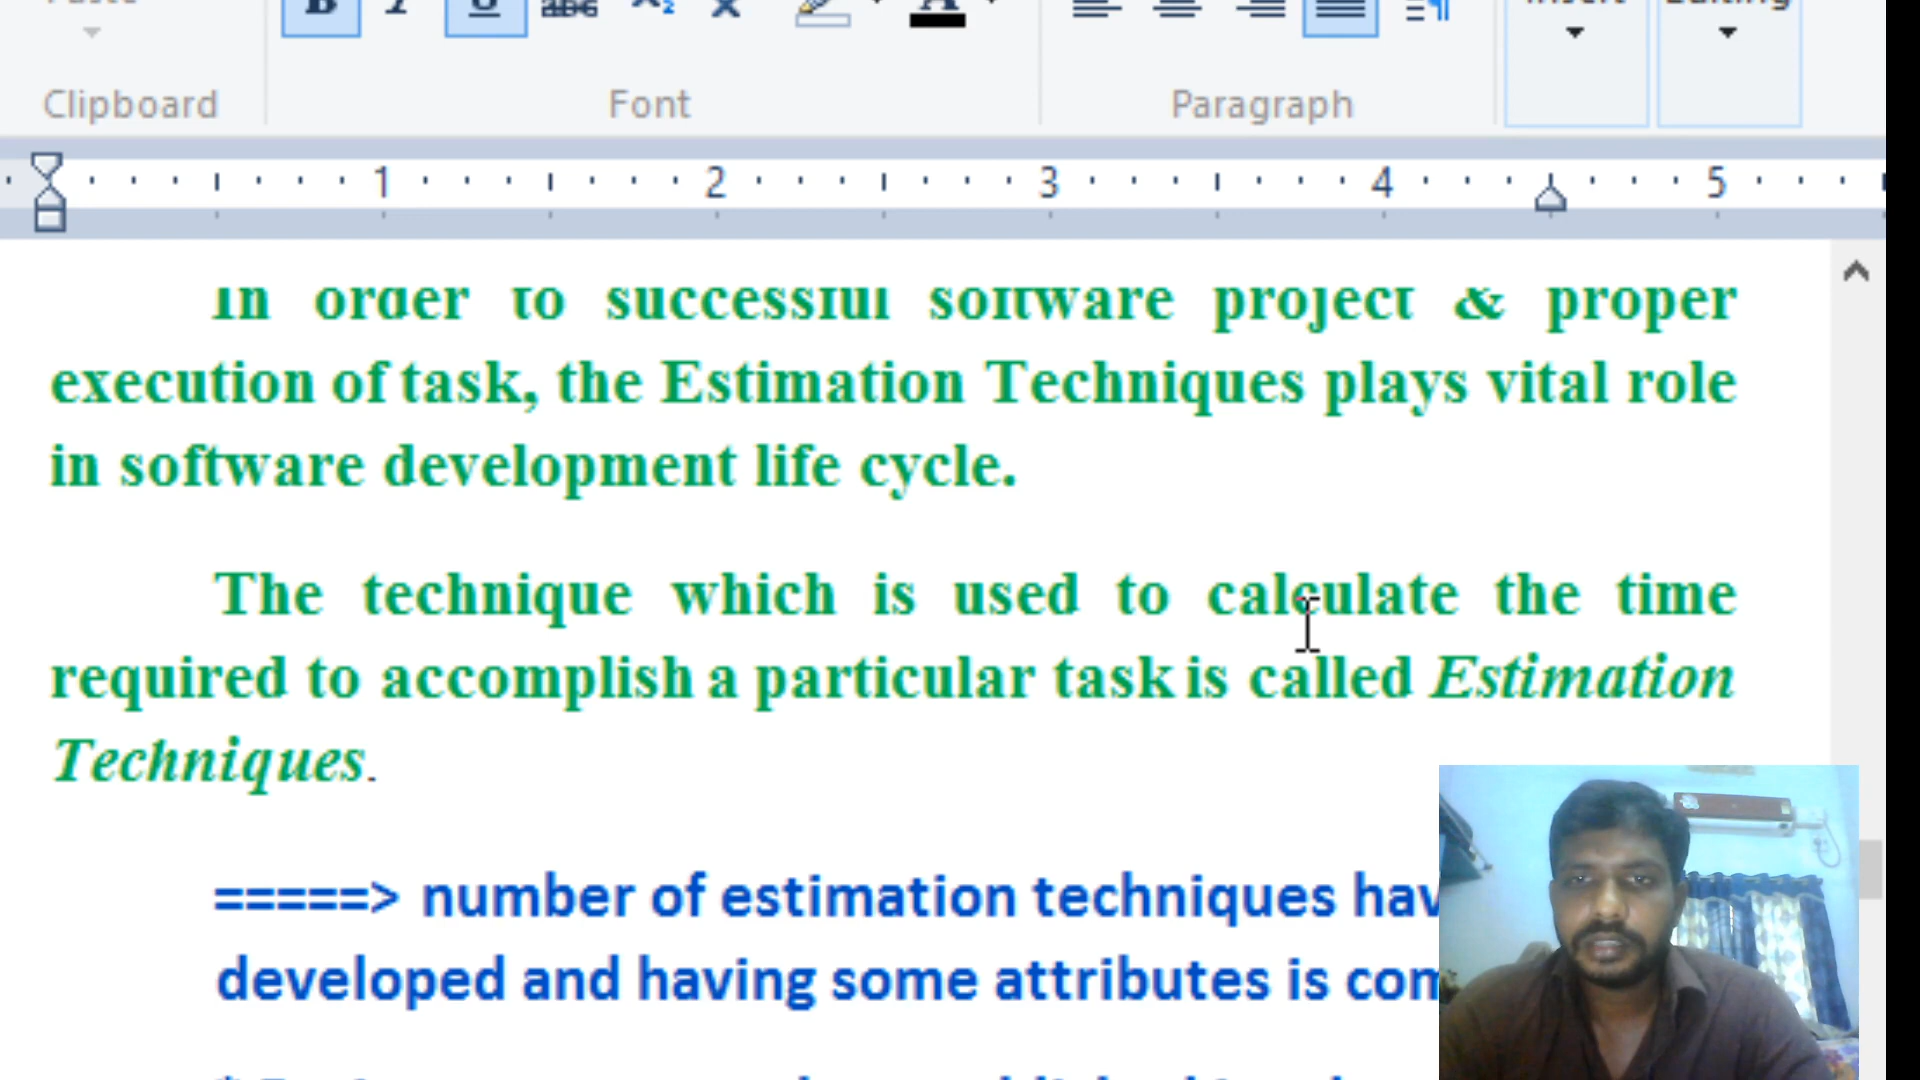 Clipboard
Font
Paragraph
1 2 3 4 5
In order to successful software project & proper
execution of task, the Estimation Techniques plays vital role
in software development life cycle.
The technique which is used to calculate the time
required to accomplish a particular task is called Estimation
Techniques.
=====> number of estimation techniques
developed and having some attributes is